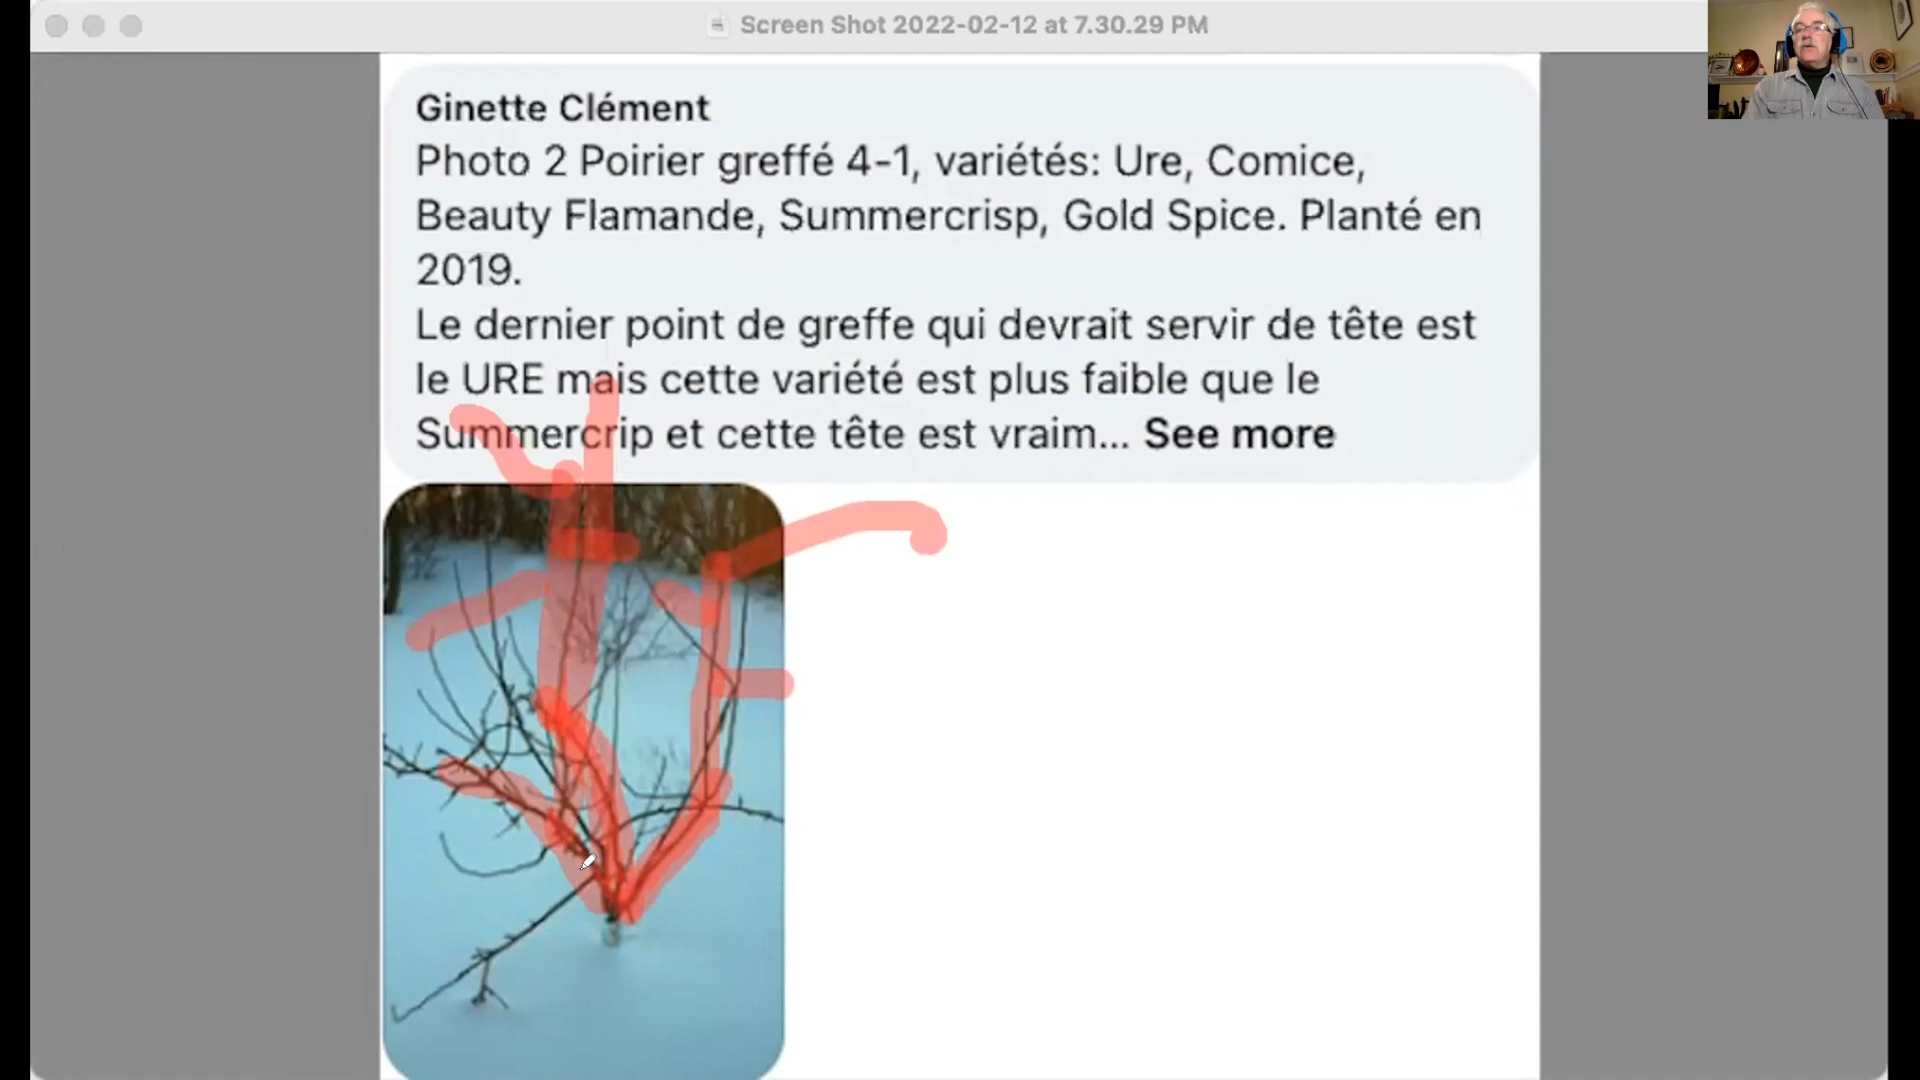 Screen Shot 2022-02-12 at 7.30.29 PM
Ginette Clément
Photo 2 Poirier greffé 4-1, variétés: Ure, Comice,
Beauty Flamande, Summercrisp, Gold Spice. Planté en
2019.
Le dernier point de greffe qui devrait servir de tête est
le URE mais cette variété est plus faible que le
Summercrip et cette tête est vraim... See more